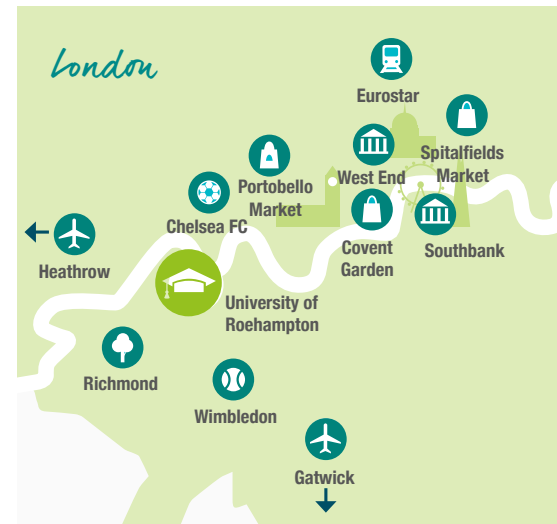 London
Eurostar
Spitalfields
Market
West End
Portobello
Market
Chelsea FC
Covent
Garden
Southbank
Heathrow
University of
Roehampton
Richmond
Wimbledon
Gatwick